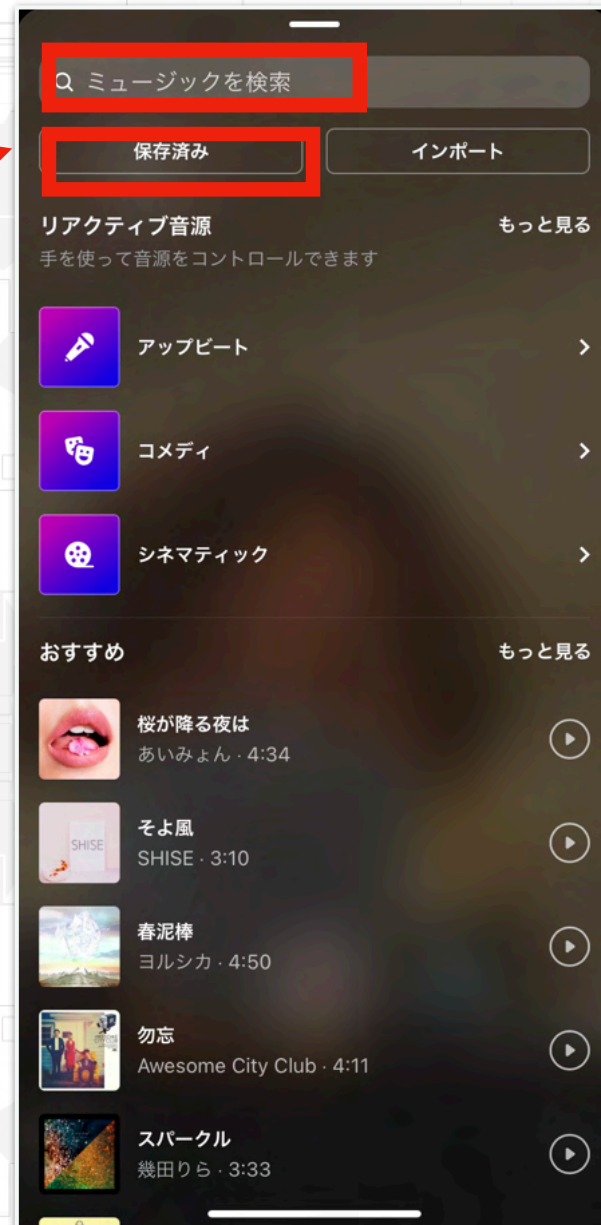 ミュージックを検索
保存済み
インポート
リアクティブ音源
もっと見る
手を使って音源をコントロールできます
アップビート
コメディ
シネマティック
おすすめ
もっと見る
桜が降る夜は
あいみょん · 4:34
SHISE
そよ風
SHISE · 3:10
春泥棒
ヨルシカ · 4:50
勿忘
Awesome City Club · 4:11
スパークル
幾田りら · 3:33